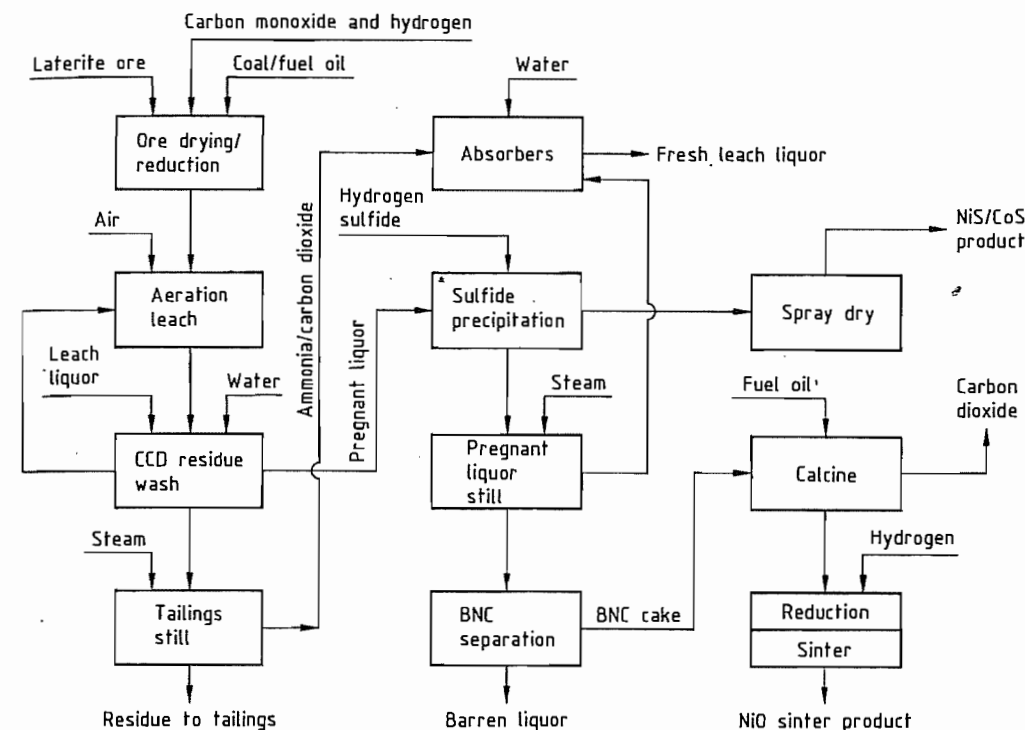 Carbon monoxide and hydrogen
Laterite ore
Coal/fuel oil
Ore drying/
reduction
Water
Absorbers
Fresh leach liquor
Air
Aeration
leach
Ammonia/carbon dioxide
Hydrogen
sulfide
Sulfide
precipitation
NiS/CoS
product
Spray dry
Leach
liquor
Water
CCD residue
wash
Pregnant liquor
Steam
Pregnant
liquor
still
Fuel oil
Carbon
dioxide
Calcine
Steam
Tailings
still
BNC
separation
BNC cake
Hydrogen
Reduction
Sinter
Residue to tailings
Barren liquor
NiO sinter product